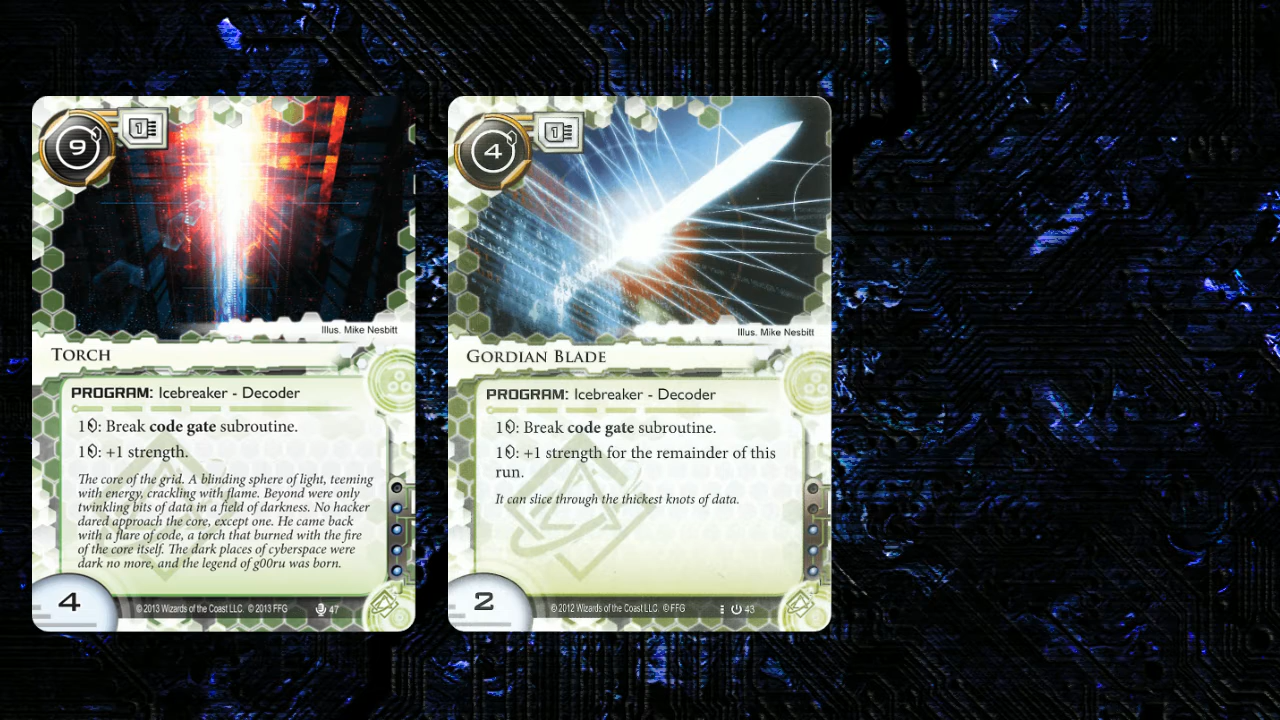 9
1
Illus. Mike Nesbitt
TORCH
PROGRAM: Icebreaker - Decoder
1: Break code gate subroutine.
1: +1 strength.
The core of the grid. A blinding sphere of light, teeming
with energy, crackling with flame. Beyond were only
twinkling bits of data in a field of darkness. No hacker
dared approach the core, except one. He came back
with a flare of code, a torch that burned with the fire
of the core itself. The dark places of cyberspace were
dark no more, and the legend of g00ru was born.
4
© 2013 Wizards of the Coast LLC. © 2013 FFG
47
4
1
Illus. Mike Nesbitt
GORDIAN BLADE
PROGRAM: Icebreaker - Decoder
1: Break code gate subroutine.
1: +1 strength for the remainder of this
run.
It can slice through the thickest knots of data.
2
© 2012 Wizards of the Coast LLC. © FFG
43